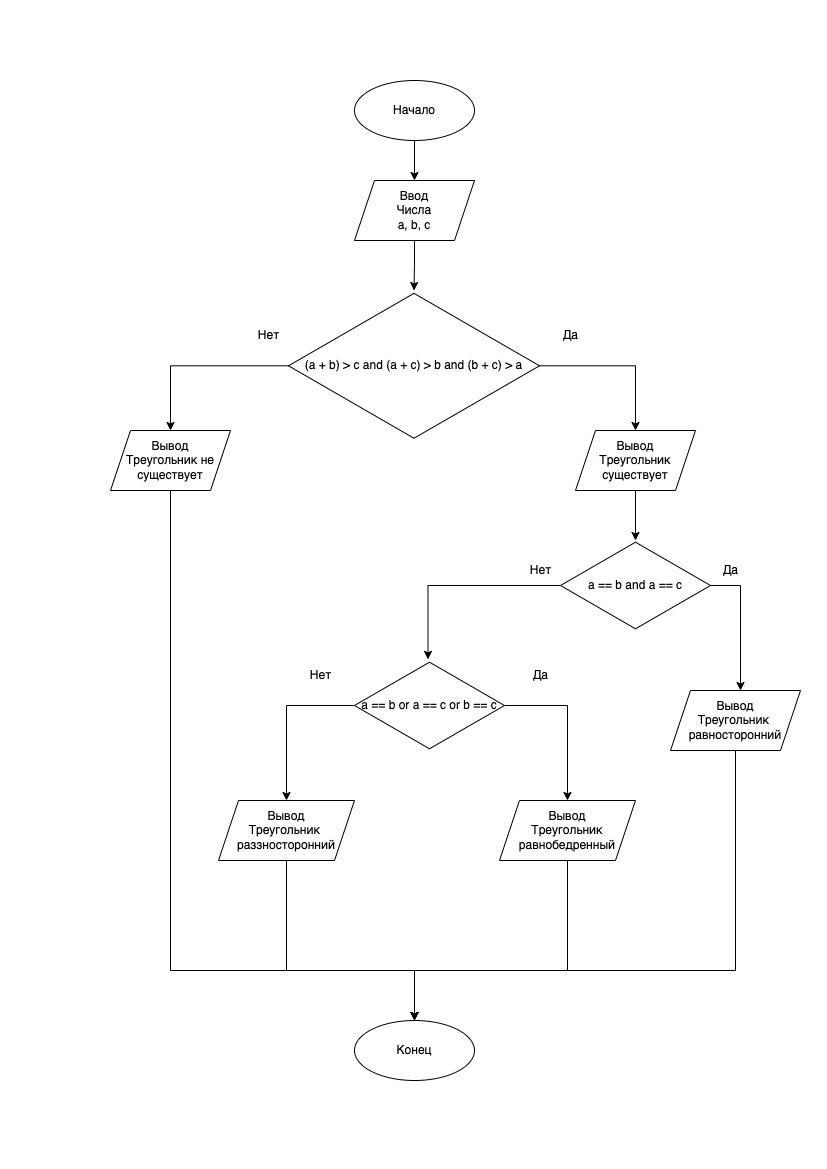 Начало
Ввод
Числа
a, b, c
Нет
Да
(a + b) > c and (a + c) > b and (b + c) > a
Вывод
Треугольник не
существует
Вывод
Треугольник
существует
Нет
Да
a == b and a == c
Нет
Да
a == b or a == c or b == c
Вывод
Треугольник
равносторонний
Вывод
Треугольник
раззносторонний
Вывод
Треугольник
равнобедренный
Конец